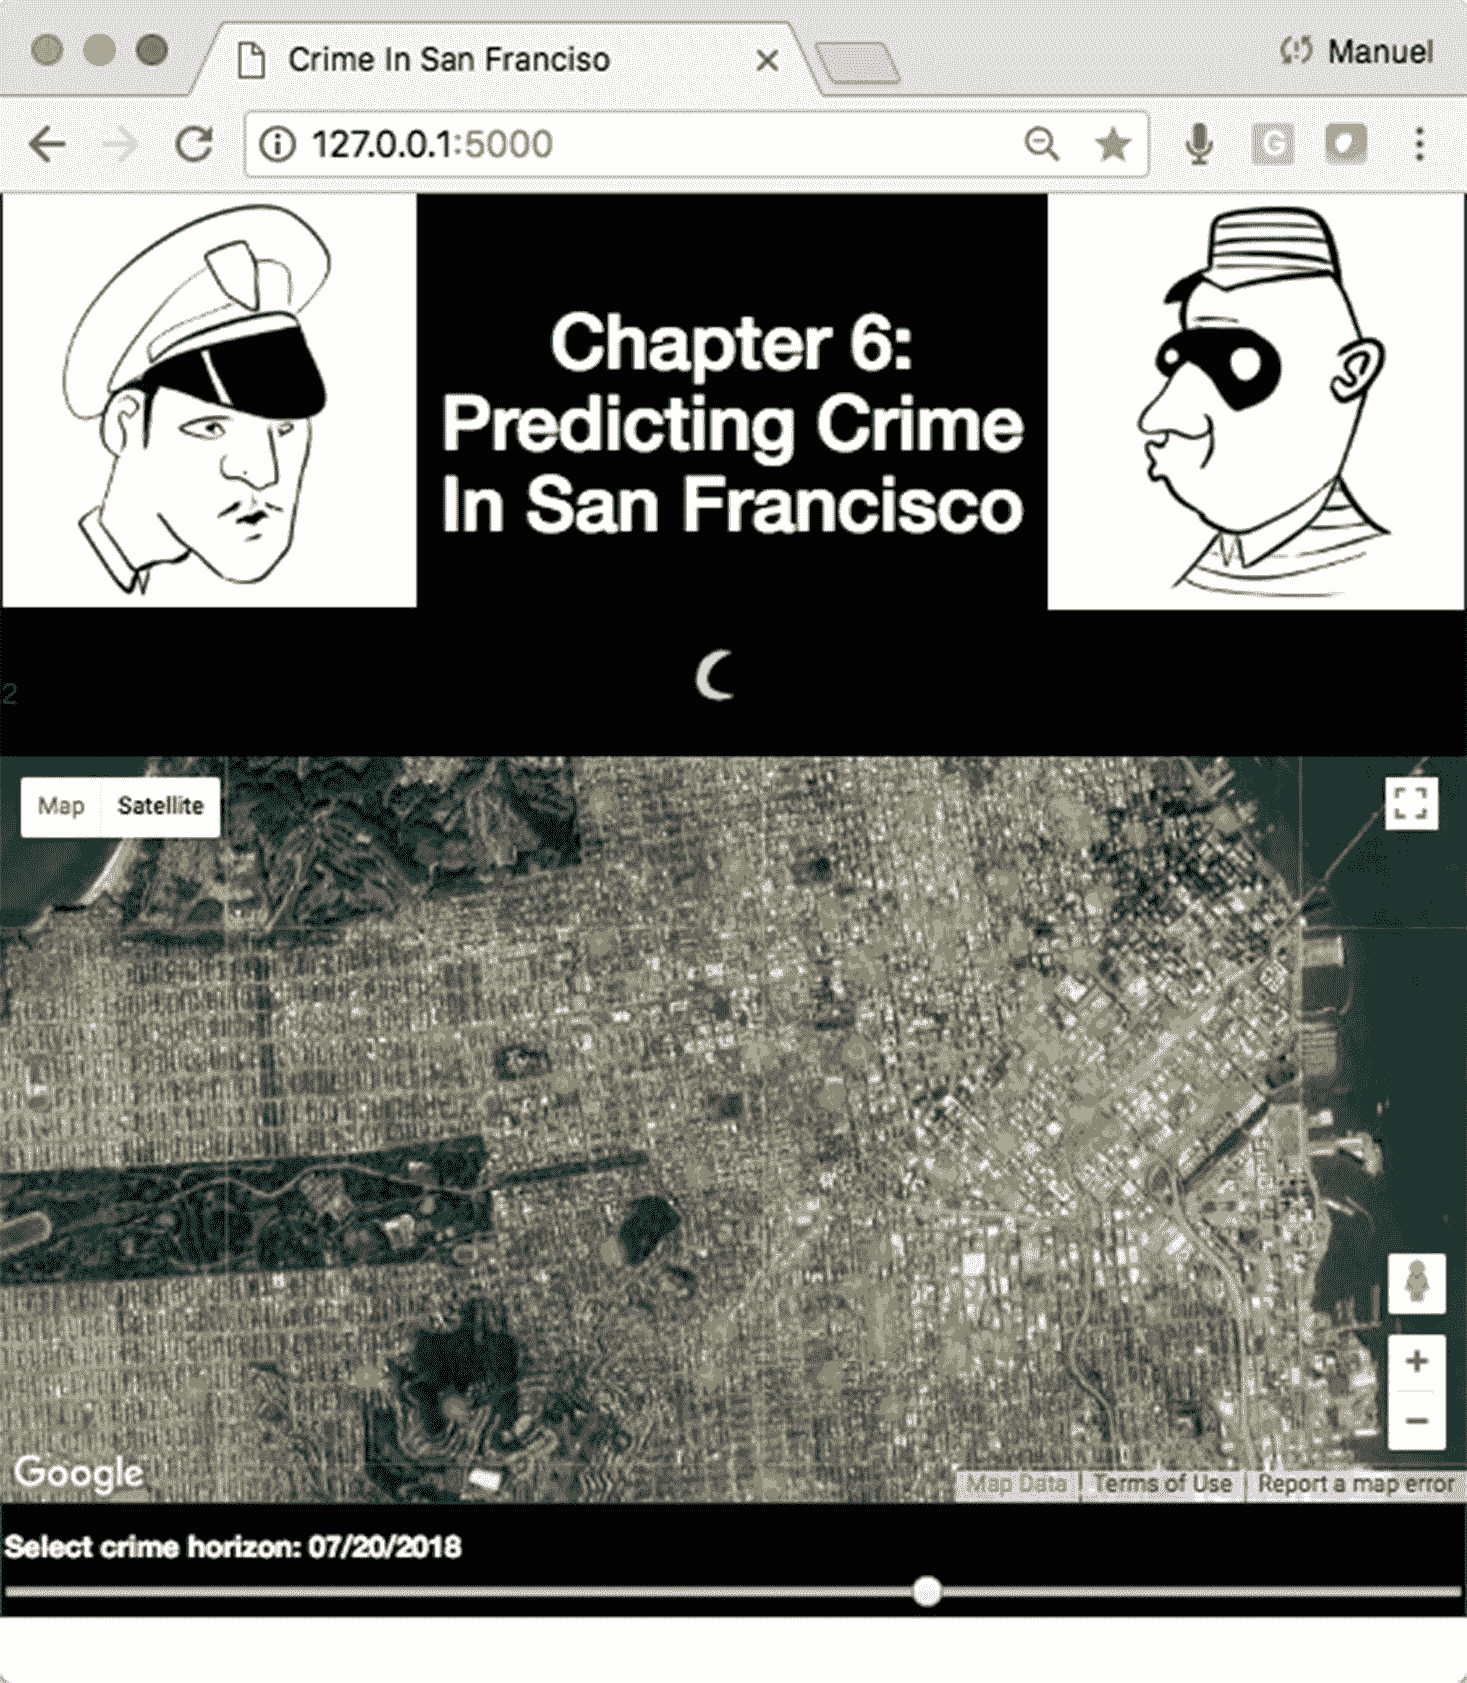 Crime In San Franciso
Manuel
127.0.0.1:5000
G
Chapter 6:
Predicting Crime
In San Francisco
2
Map Satellite
Google
Map Data Terms of Use Report a map error
Select crime horizon: 07/20/2018